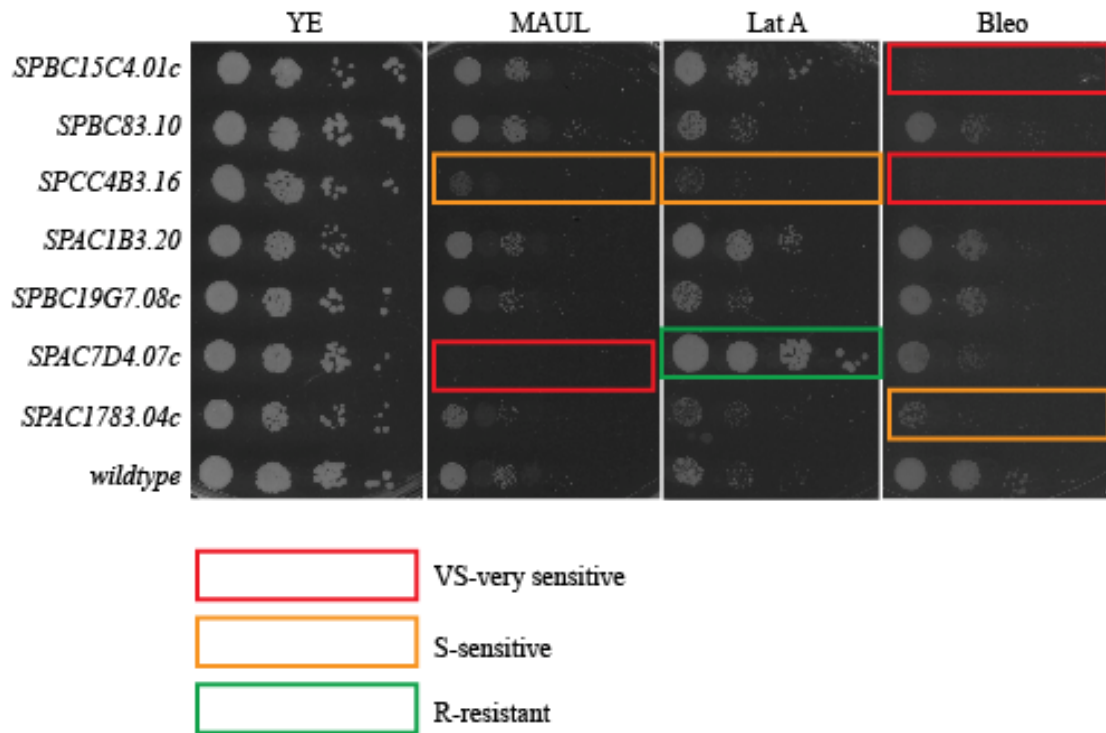 YE MAUL Lat A Bleo
SPBC15C4.01c
SPBC83.10
SPCC4B3.16
SPAC1B3.20
SPBC19G7.08c
SPAC7D4.07c
SPAC1783.04c
wildtype
VS-very sensitive
S-sensitive
R-resistant